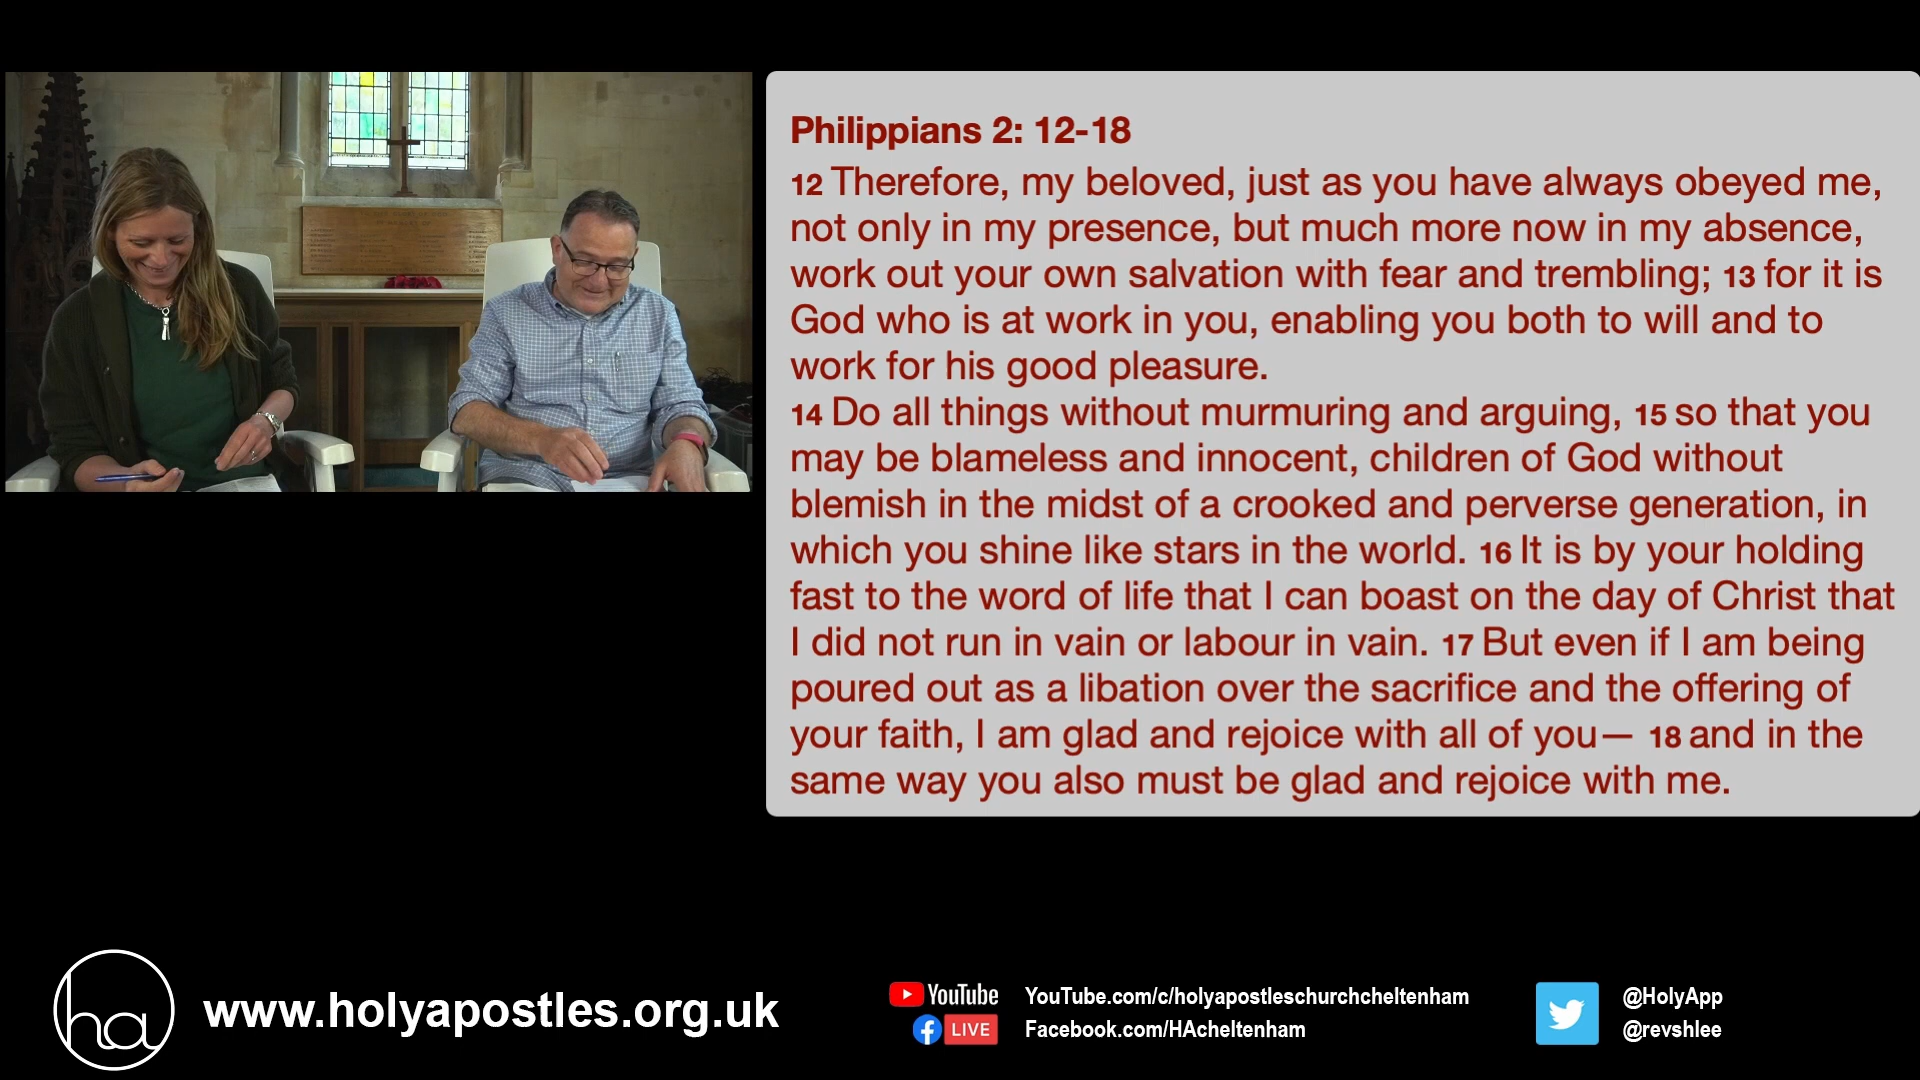 Philippians 2: 12-18
12 Therefore, my beloved, just as you have always obeyed me,
not only in my presence, but much more now in my absence,
work out your own salvation with fear and trembling; 13 for it is
God who is at work in you, enabling you both to will and to
work for his good pleasure.
14 Do all things without murmuring and arguing, 15 so that you
may be blameless and innocent, children of God without
blemish in the midst of a crooked and perverse generation, in
which you shine like stars in the world. 16 It is by your holding
fast to the word of life that I can boast on the day of Christ that
I did not run in vain or labour in vain. 17 But even if I am being
poured out as a libation over the sacrifice and the offering of
your faith, I am glad and rejoice with all of you— 18 and in the
same way you also must be glad and rejoice with me.
ha
www.holyapostles.org.uk
YouTube
YouTube.com/c/holyapostleschurchcheltenham
LIVE
Facebook.com/HAcheltenham
@HolyApp
@revshlee